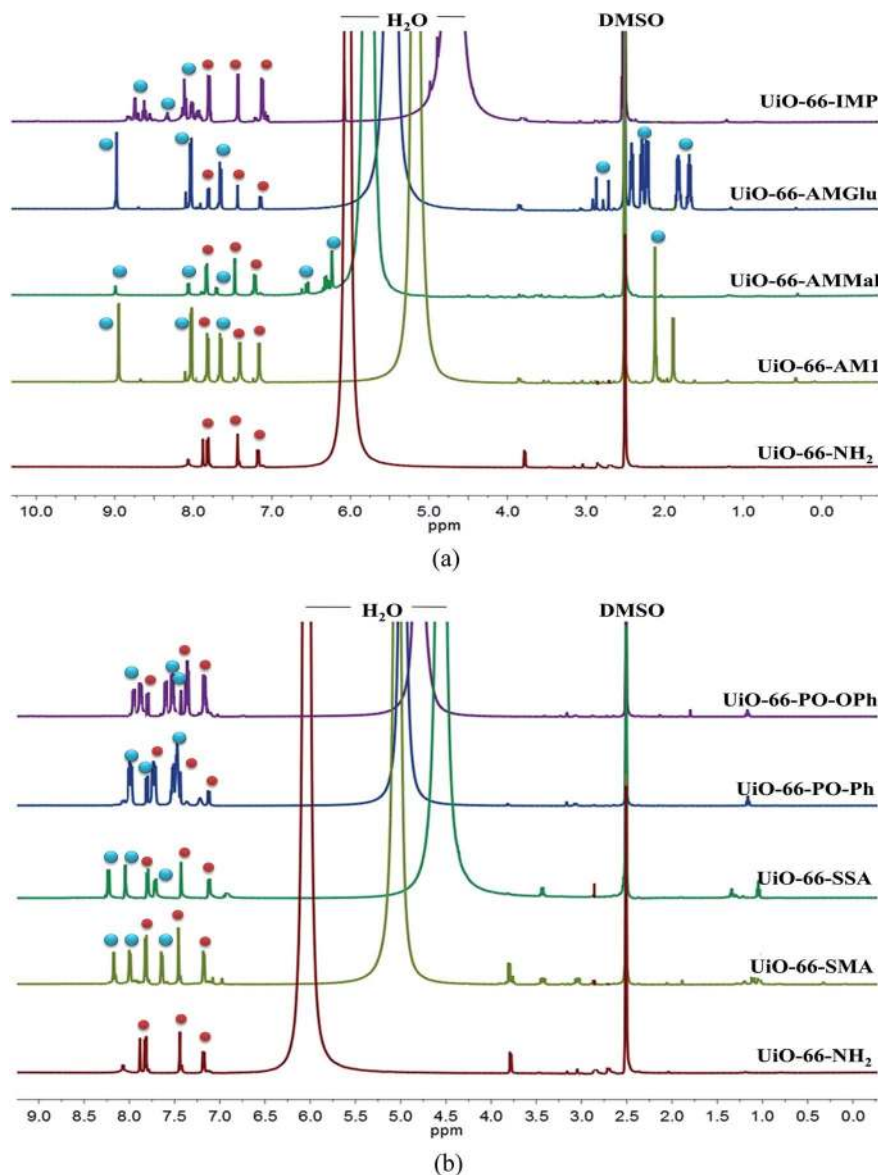 H₂O
DMSO
UiO-66-IMP
UiO-66-AMGlu
UiO-66-AMMal
UiO-66-AM1
UiO-66-NH₂
10.0 9.0 8.0 7.0 6.0 5.0 4.0 3.0 2.0 1.0 0.0
ppm
(a)
H₂O
DMSO
UiO-66-PO-OPh
UiO-66-PO-Ph
UiO-66-SSA
UiO-66-SMA
UiO-66-NH₂
9.0 8.5 8.0 7.5 7.0 6.5 6.0 5.5 5.0 4.5 4.0 3.5 3.0 2.5 2.0 1.5 1.0 0.5 0.0
ppm
(b)